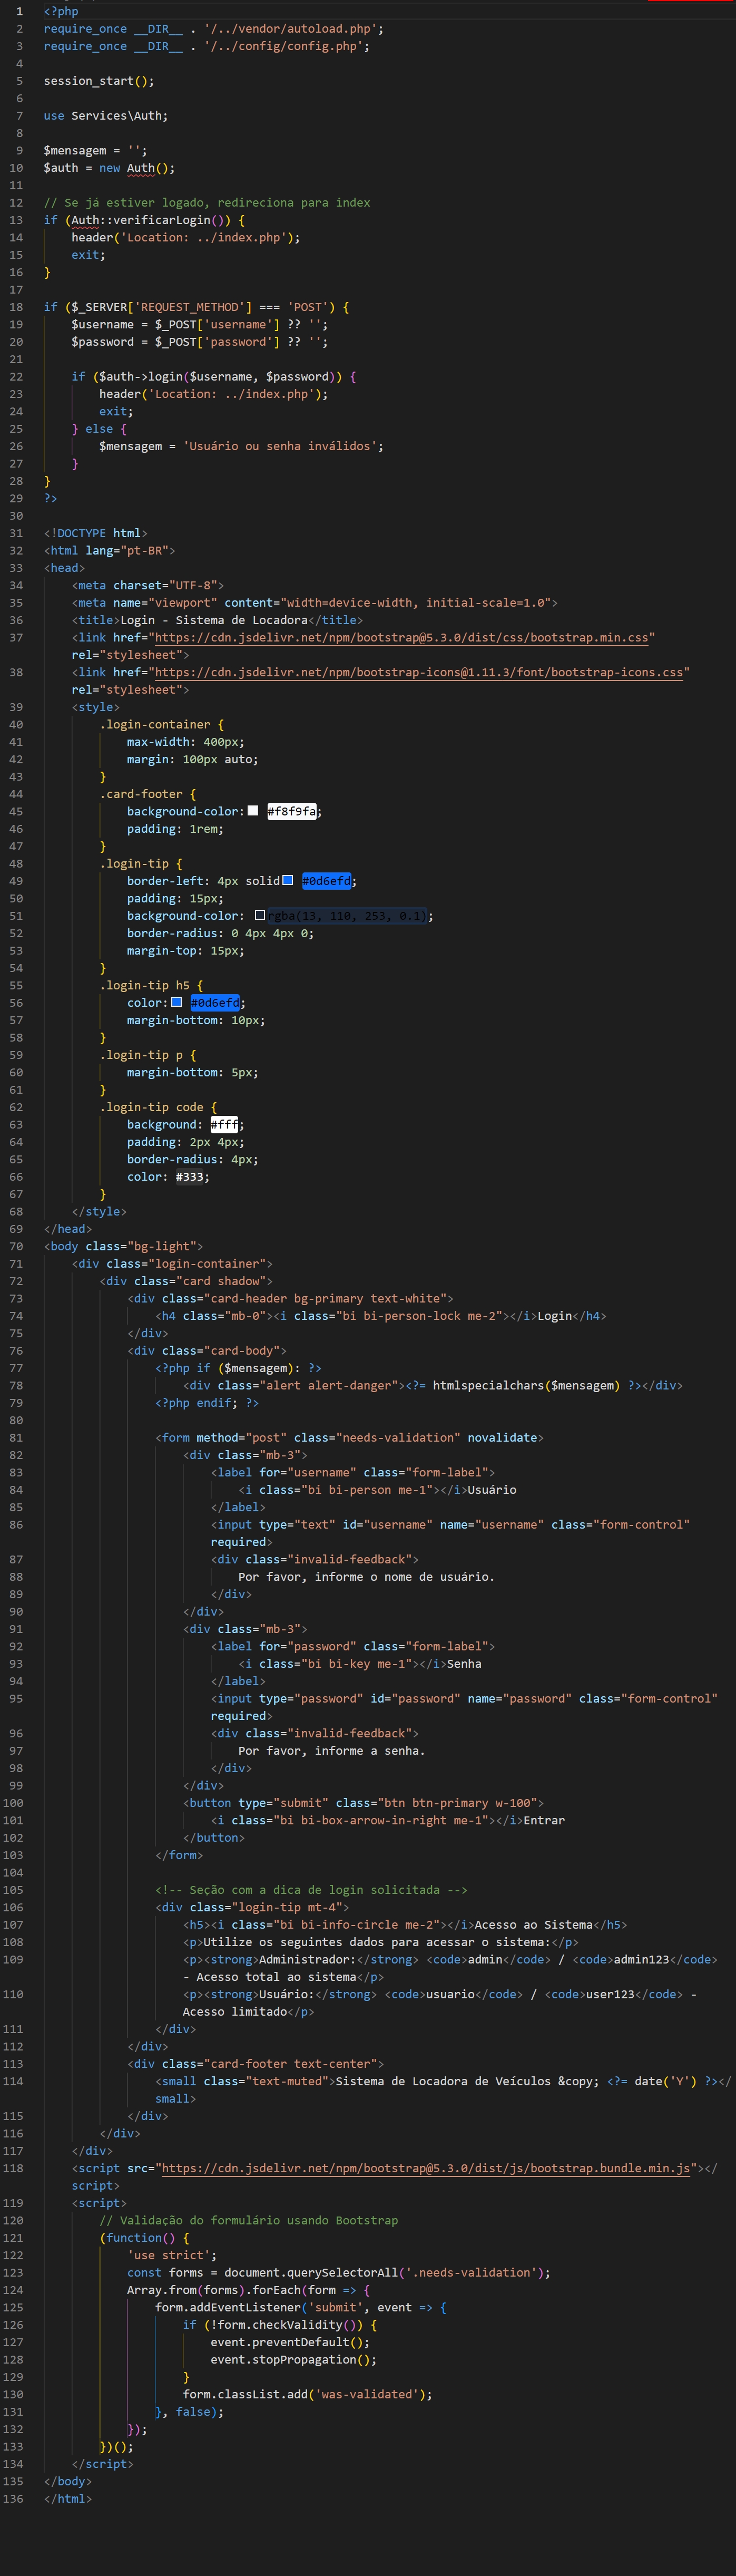 1 <?php
2 require_once __DIR__ . '/../vendor/autoload.php';
3 require_once __DIR__ . '/../config/config.php';
4
5 session_start();
6
7 use Services\Auth;
8
9 $mensagem = '';
10 $auth = new Auth();
11
12 // Se já estiver logado, redireciona para index
13 if (Auth::verificarLogin()) {
14     header('Location: ../index.php');
15     exit;
16 }
17
18 if ($_SERVER['REQUEST_METHOD'] === 'POST') {
19     $username = $_POST['username'] ?? '';
20     $password = $_POST['password'] ?? '';
21
22     if ($auth->login($username, $password)) {
23         header('Location: ../index.php');
24         exit;
25     } else {
26         $mensagem = 'Usuário ou senha inválidos';
27     }
28 }
29 ?>
30
31 <!DOCTYPE html>
32 <html lang="pt-BR">
33 <head>
34     <meta charset="UTF-8">
35     <meta name="viewport" content="width=device-width, initial-scale=1.0">
36     <title>Login - Sistema de Locadora</title>
37     <link href="https://cdn.jsdelivr.net/npm/bootstrap@5.3.0/dist/css/bootstrap.min.css"
    rel="stylesheet">
38     <link href="https://cdn.jsdelivr.net/npm/bootstrap-icons@1.11.3/font/bootstrap-icons.css"
    rel="stylesheet">
39     <style>
40         .login-container {
41             max-width: 400px;
42             margin: 100px auto;
43         }
44         .card-footer {
45             background-color: #f8f9fa;
46             padding: 1rem;
47         }
48         .login-tip {
49             border-left: 4px solid #0d6efd;
50             padding: 15px;
51             background-color: rgba(13, 110, 253, 0.1);
52             border-radius: 0 4px 4px 0;
53             margin-top: 15px;
54         }
55         .login-tip h5 {
56             color: #0d6efd;
57             margin-bottom: 10px;
58         }
59         .login-tip p {
60             margin-bottom: 5px;
61         }
62         .login-tip code {
63             background: #fff;
64             padding: 2px 4px;
65             border-radius: 4px;
66             color: #333;
67         }
68     </style>
69 </head>
70 <body class="bg-light">
71     <div class="login-container">
72         <div class="card shadow">
73             <div class="card-header bg-primary text-white">
74                 <h4 class="mb-0"><i class="bi bi-person-lock me-2"></i>Login</h4>
75             </div>
76             <div class="card-body">
77                 <?php if ($mensagem): ?>
78                     <div class="alert alert-danger"><?= htmlspecialchars($mensagem) ?></div>
79                 <?php endif; ?>
80
81                 <form method="post" class="needs-validation" novalidate>
82                     <div class="mb-3">
83                         <label for="username" class="form-label">
84                             <i class="bi bi-person me-1"></i>Usuário
85                         </label>
86                         <input type="text" id="username" name="username" class="form-control"
                        required>
87                         <div class="invalid-feedback">
88                             Por favor, informe o nome de usuário.
89                         </div>
90                     </div>
91                     <div class="mb-3">
92                         <label for="password" class="form-label">
93                             <i class="bi bi-key me-1"></i>Senha
94                         </label>
95                         <input type="password" id="password" name="password" class="form-control"
                        required>
96                         <div class="invalid-feedback">
97                             Por favor, informe a senha.
98                         </div>
99                     </div>
100                     <button type="submit" class="btn btn-primary w-100">
101                         <i class="bi bi-box-arrow-in-right me-1"></i>Entrar
102                     </button>
103                 </form>
104
105                 <!-- Seção com a dica de login solicitada -->
106                 <div class="login-tip mt-4">
107                     <h5><i class="bi bi-info-circle me-2"></i>Acesso ao Sistema</h5>
108                     <p>Utilize os seguintes dados para acessar o sistema:</p>
109                     <p><strong>Administrador:</strong> <code>admin</code> / <code>admin123</code>
                    - Acesso total ao sistema</p>
110                     <p><strong>Usuário:</strong> <code>usuario</code> / <code>user123</code> -
                    Acesso limitado</p>
111                 </div>
112             </div>
113             <div class="card-footer text-center">
114                 <small class="text-muted">Sistema de Locadora de Veículos &copy; <?= date('Y') ?></
                small>
115             </div>
116         </div>
117     </div>
118     <script src="https://cdn.jsdelivr.net/npm/bootstrap@5.3.0/dist/js/bootstrap.bundle.min.js"></
    script>
119     <script>
120         // Validação do formulário usando Bootstrap
121         (function() {
122             'use strict';
123             const forms = document.querySelectorAll('.needs-validation');
124             Array.from(forms).forEach(form => {
125                 form.addEventListener('submit', event => {
126                     if (!form.checkValidity()) {
127                         event.preventDefault();
128                         event.stopPropagation();
129                     }
130                     form.classList.add('was-validated');
131                 }, false);
132             });
133         })();
134     </script>
135 </body>
136 </html>